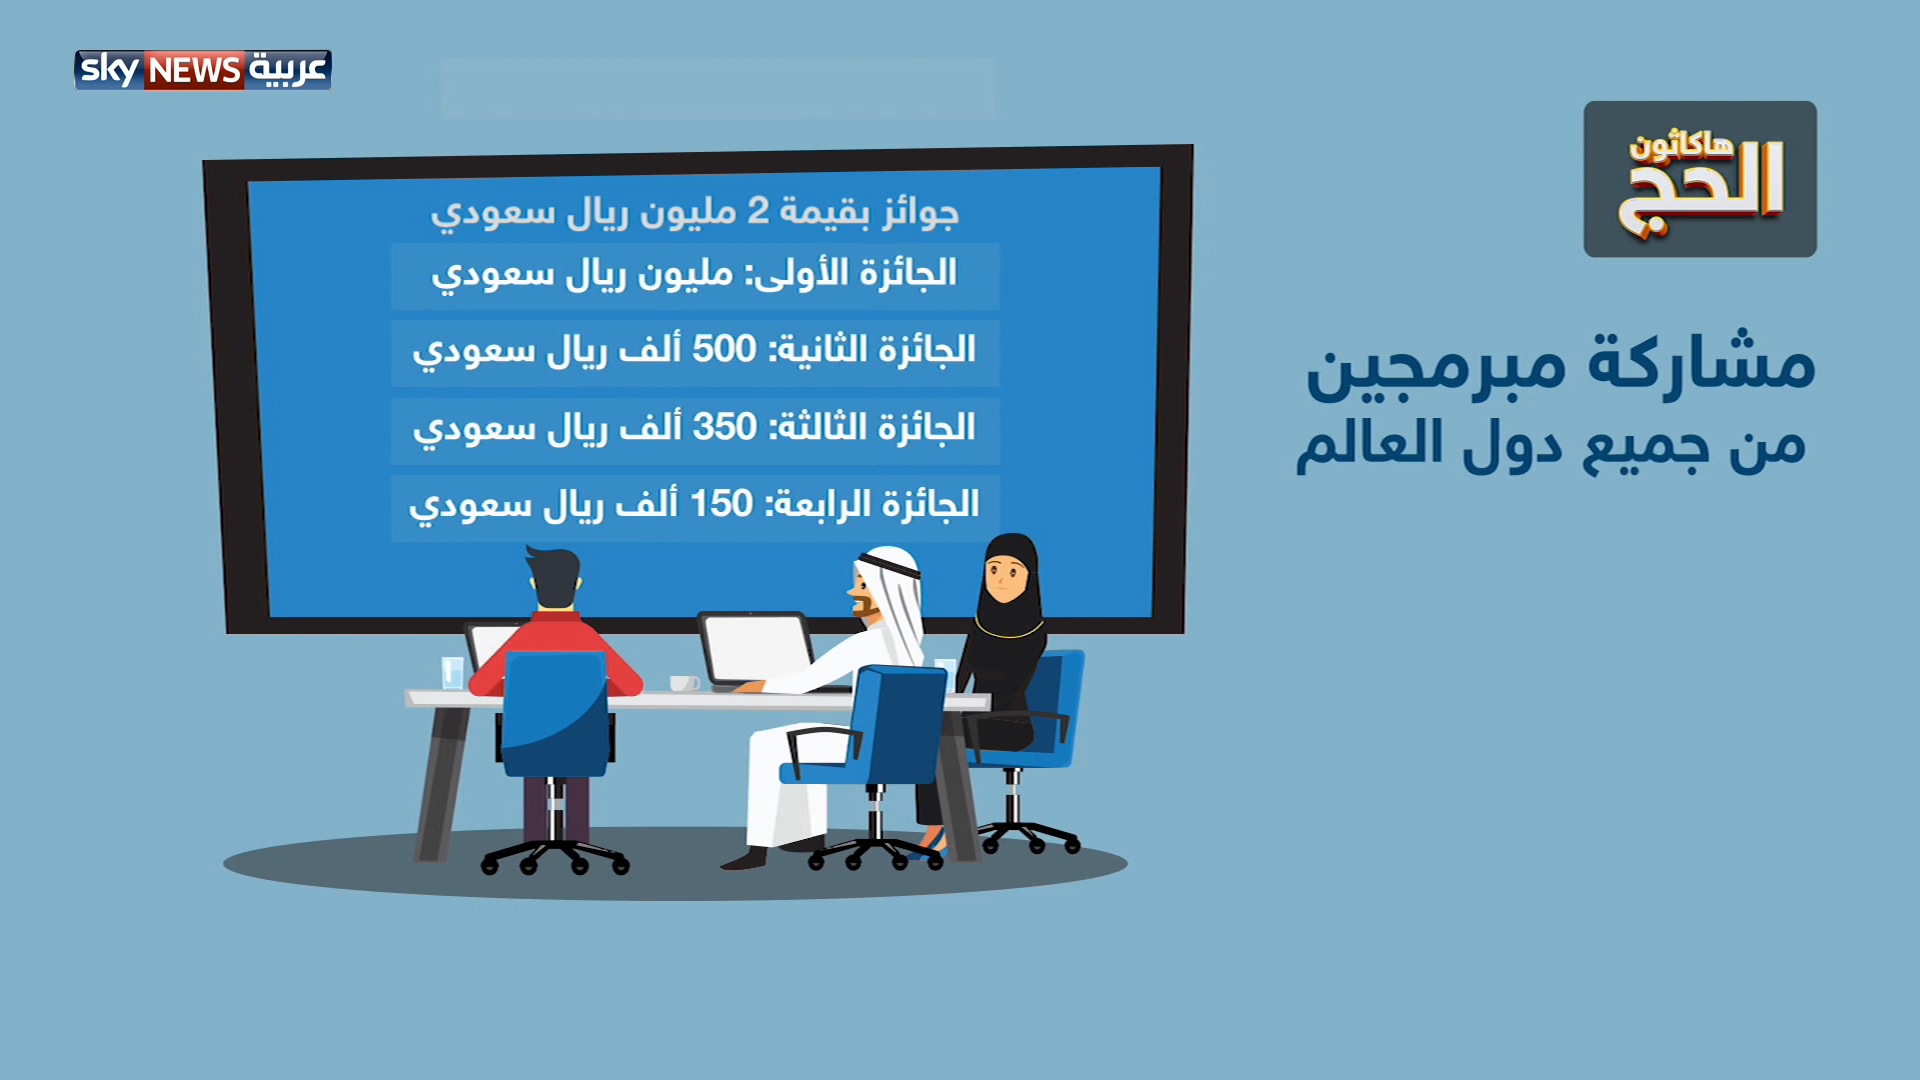 sky NEWS عربية
هاكاثون
الحج
مشاركة مبرمجين
من جميع دول العالم
جوائز بقيمة 2 مليون ريال سعودي
الجائزة الأولى: مليون ريال سعودي
الجائزة الثانية: 500 ألف ريال سعودي
الجائزة الثالثة: 350 ألف ريال سعودي
الجائزة الرابعة: 150 ألف ريال سعودي